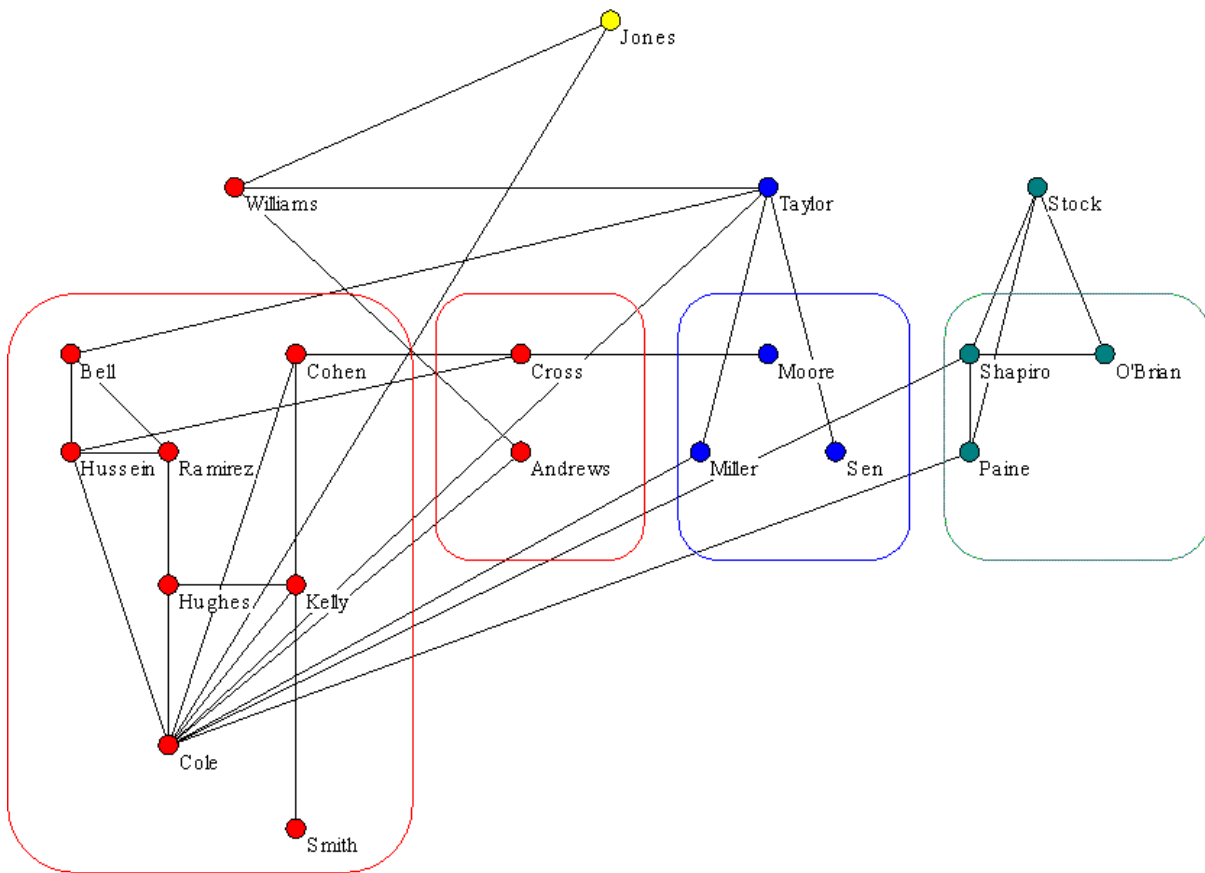 Jones
Williams
Taylor
Stock
Bell
Cohen
Cross
Moore
Shapiro
O'Brian
Hussein
Ramirez
Andrews
Miller
Sen
Paine
Hughes
Kelly
Cole
Smith